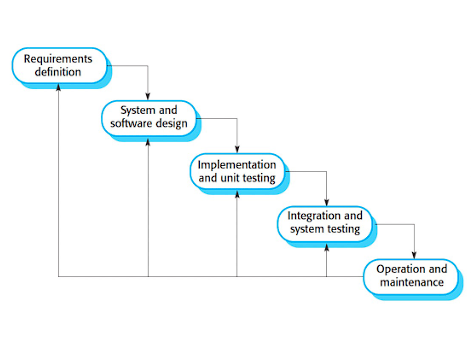 Requirements
definition
System and
software design
Implementation
and unit testing
Integration and
system testing
Operation and
maintenance